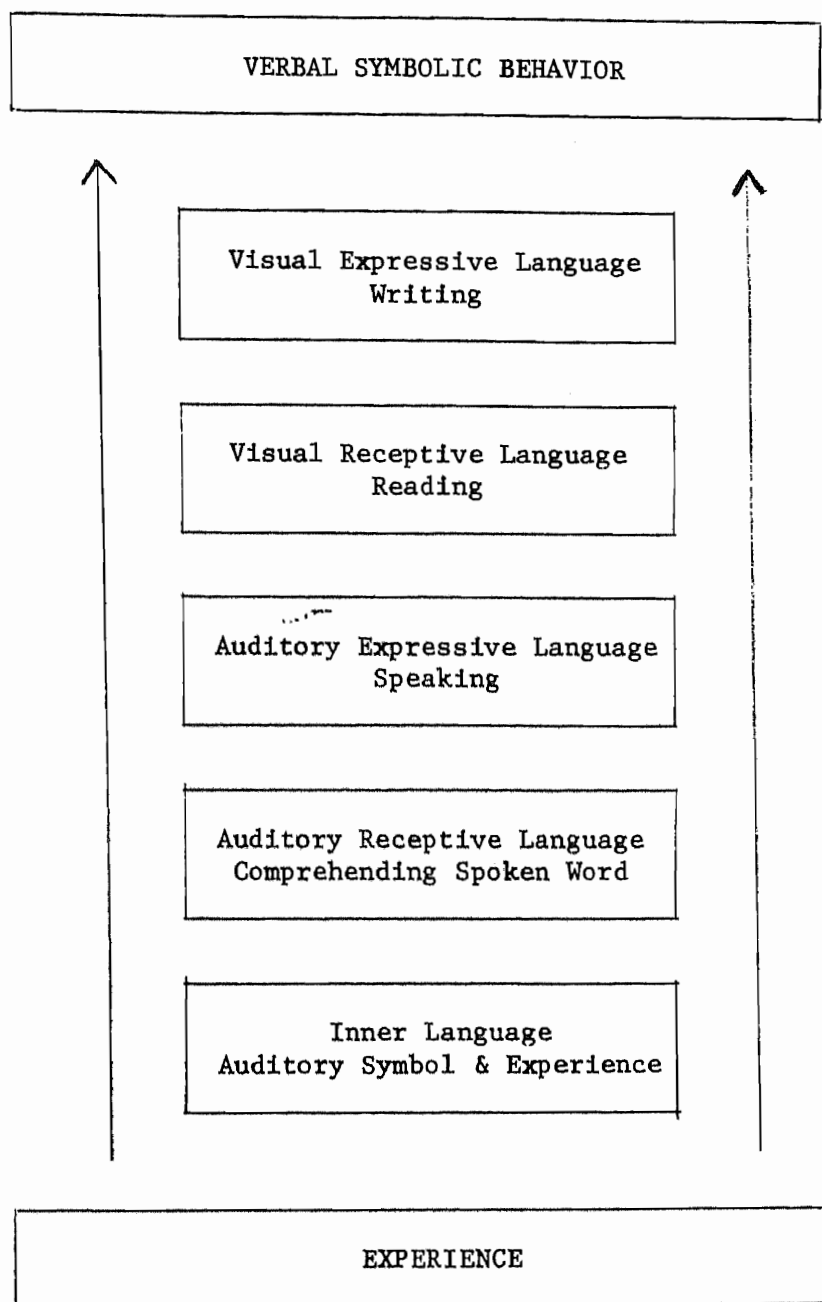 VERBAL SYMBOLIC BEHAVIOR
Visual Expressive Language
Writing
Visual Receptive Language
Reading
Auditory Expressive Language
Speaking
Auditory Receptive Language
Comprehending Spoken Word
Inner Language
Auditory Symbol & Experience
EXPERIENCE